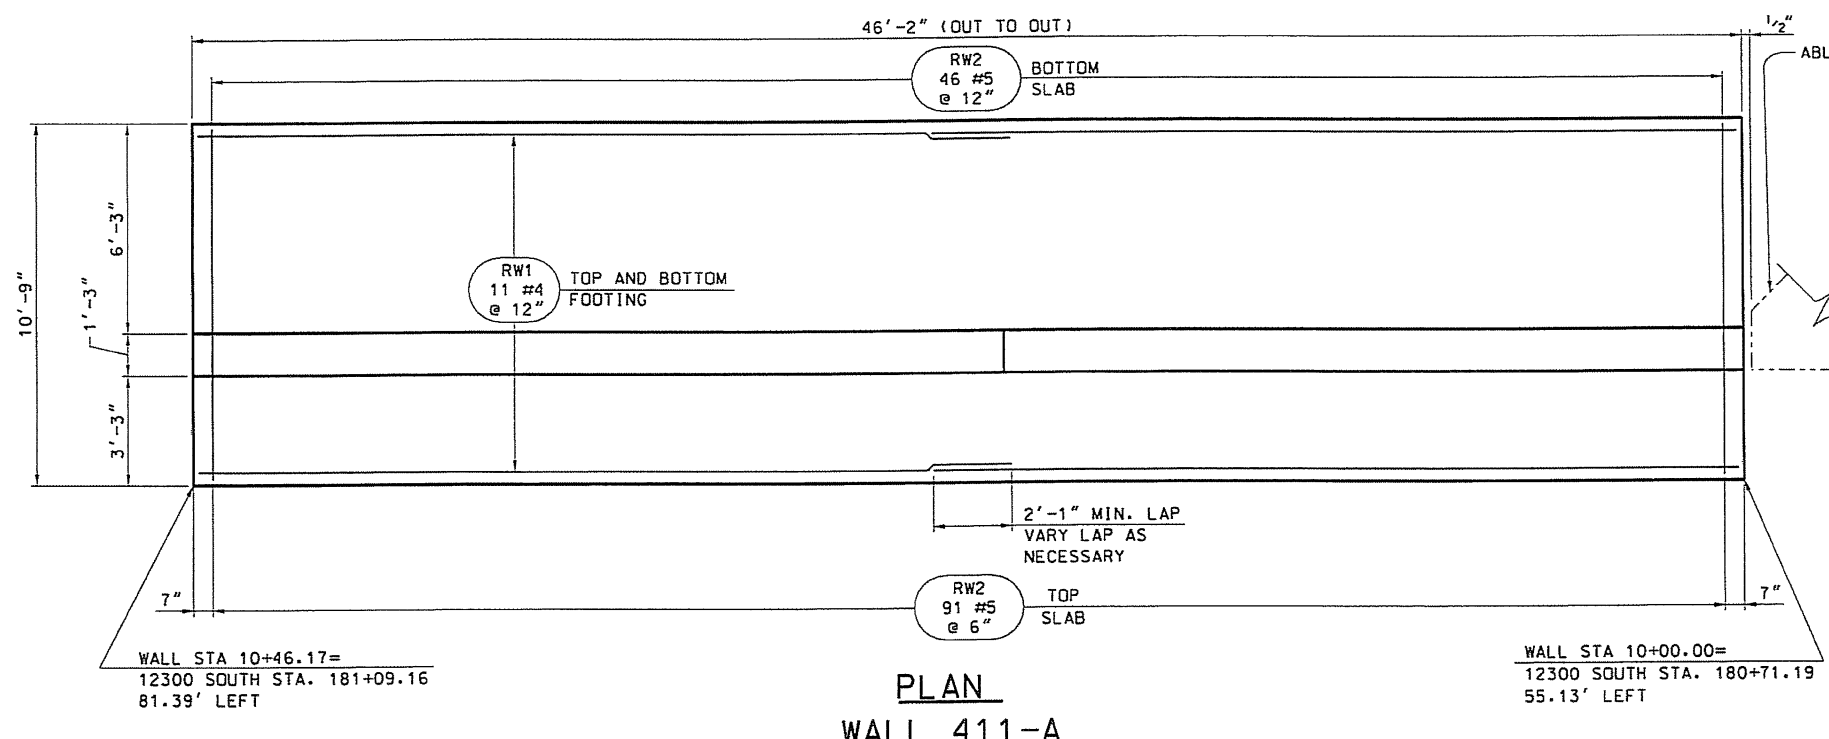 46'-2" (OUT TO OUT)
1/2"
RW2
46 #5
@ 12"
BOTTOM
SLAB
6'-3"
10'-9"
1'-3"
3'-3"
RW1
11 #4
@ 12"
TOP AND BOTTOM
FOOTING
2'-1" MIN. LAP
VARY LAP AS
NECESSARY
7"
RW2
91 #5
@ 6"
TOP
SLAB
7"
WALL STA 10+46.17=
12300 SOUTH STA. 181+09.16
81.39' LEFT
WALL STA 10+00.00=
12300 SOUTH STA. 180+71.19
55.13' LEFT
PLAN
WALL 411-A